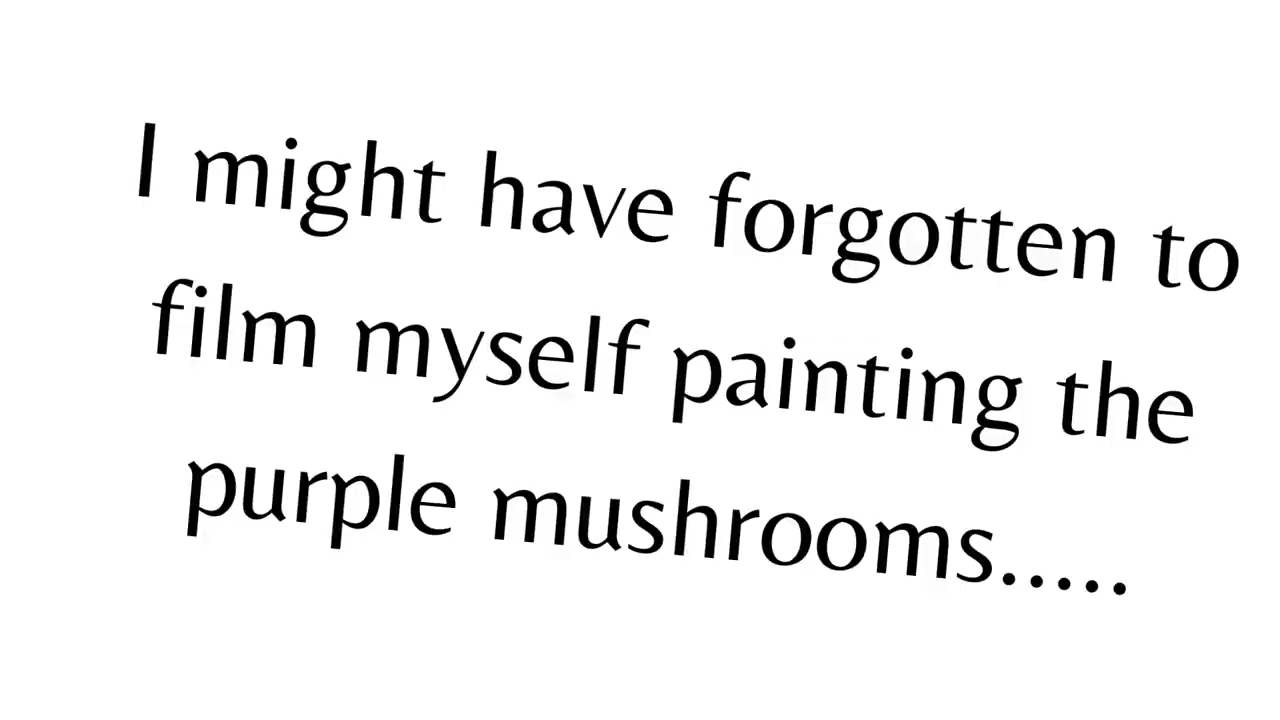 I might have forgotten to
film myself painting the
purple mushrooms.....